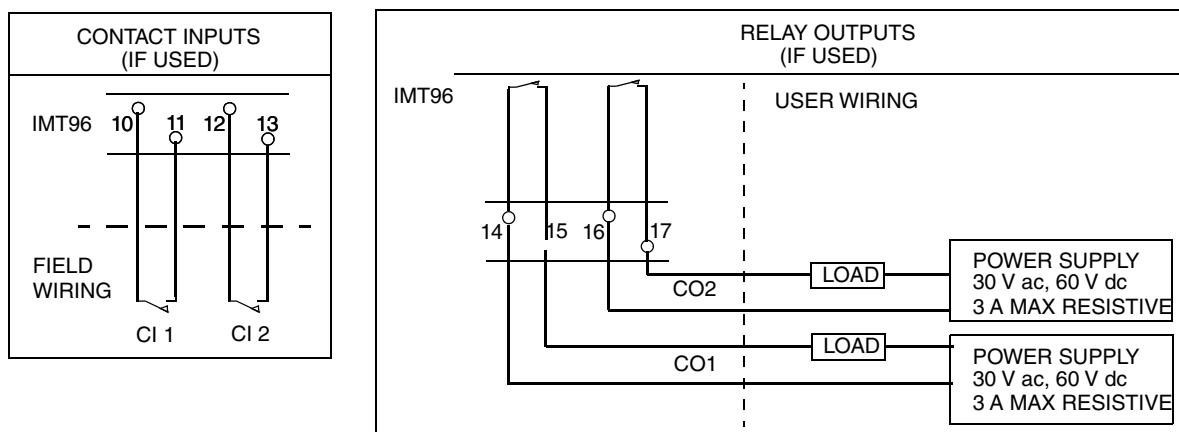 CONTACT INPUTS
(IF USED)
IMT96
10
11
12
13
FIELD
WIRING
CI 1
CI 2
RELAY OUTPUTS
(IF USED)
IMT96
USER WIRING
14
15
16
17
CO2
LOAD
POWER SUPPLY
30 V ac, 60 V dc
3 A MAX RESISTIVE
CO1
LOAD
POWER SUPPLY
30 V ac, 60 V dc
3 A MAX RESISTIVE